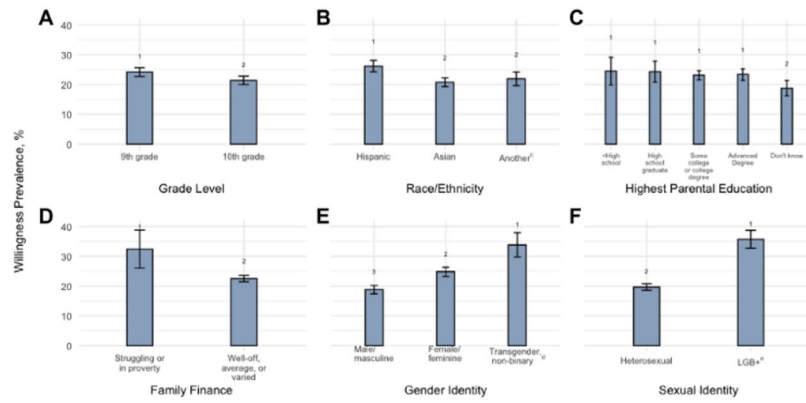 A
B
C
Willingness Prevalence, %
40
30
20
10
0
1
2
9th grade
10th grade
Grade Level
1
2
2
Hispanic
Asian
Anotherᶜ
Race/Ethnicity
1
1
1
1
2
<High
school
High
school
graduate
Some
college
or college
degree
Advanced
Degree
Don't know
Highest Parental Education
D
E
F
40
30
20
10
0
1
2
Struggling or
in proverty
Well-off,
average, or
varied
Family Finance
3
2
1
Male/
masculine
Female/
feminine
Transgender,
non-binary
Gender Identity
2
1
Heterosexual
LGB+
Sexual Identity